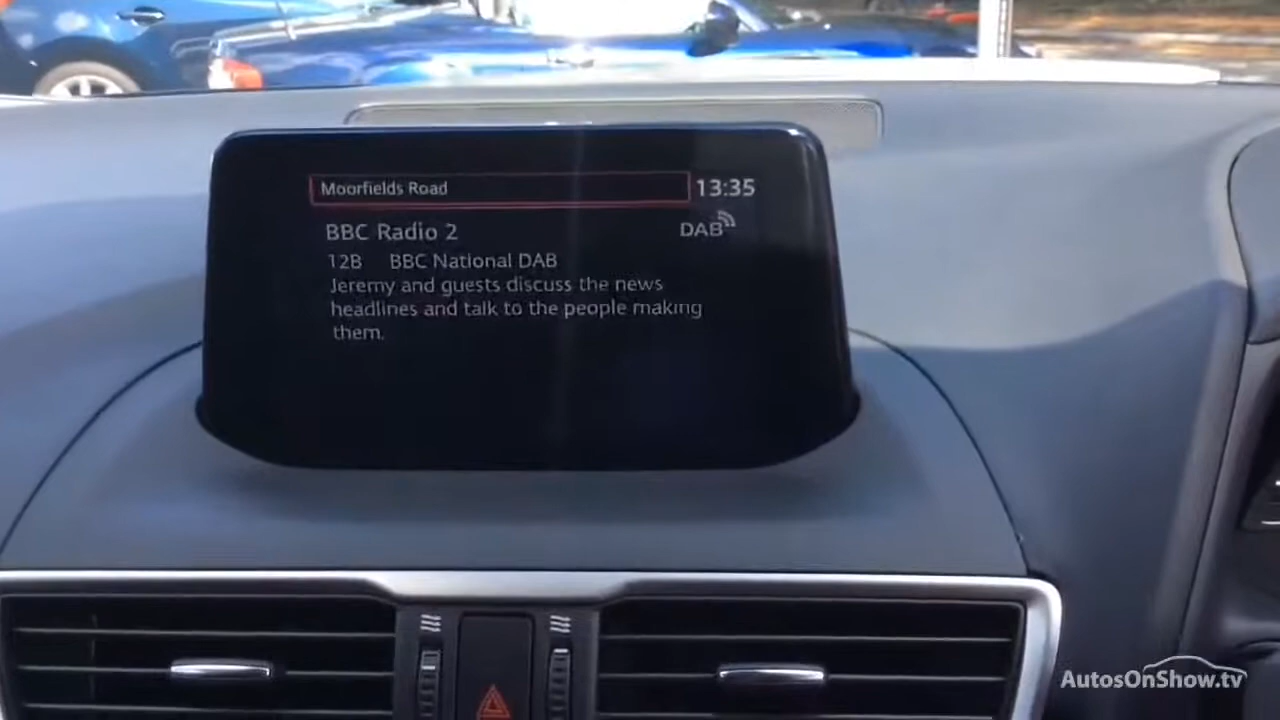 Moorfields Road 13:35
BBC Radio 2 DAB
12B BBC National DAB
Jeremy and guests discuss the news
headlines and talk to the people making
them.
AutosOnShow.tv